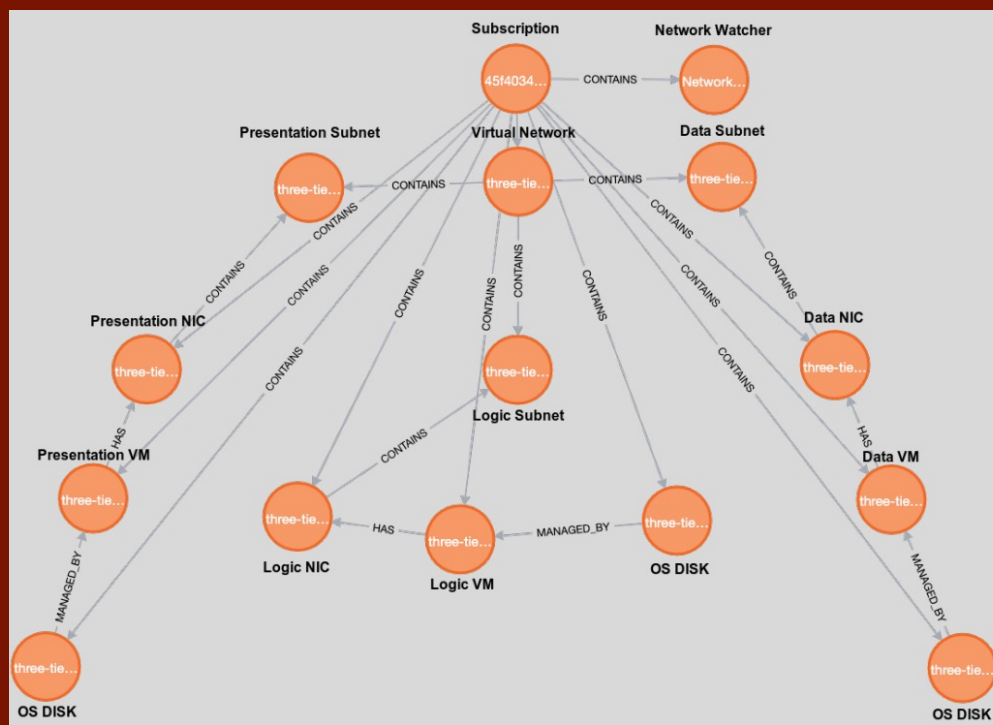 Subscription
Network Watcher
45f4034...
CONTAINS
Network...
Presentation Subnet
Virtual Network
Data Subnet
three-tie...
CONTAINS
three-tie...
CONTAINS
three-tie...
CONTAINS
CONTAINS
CONTAINS
CONTAINS
CONTAINS
CONTAINS
CONTAINS
CONTAINS
CONTAINS
CONTAINS
CONTAINS
CONTAINS
Presentation NIC
Data NIC
three-tie...
three-tie...
three-tie...
Logic Subnet
HAS
CONTAINS
HAS
Presentation VM
Data VM
three-tie...
three-tie...
three-tie...
HAS
three-tie...
MANAGED_BY
three-tie...
Logic NIC
Logic VM
OS DISK
MANAGED_BY
MANAGED_BY
three-tie...
three-tie...
OS DISK
OS DISK